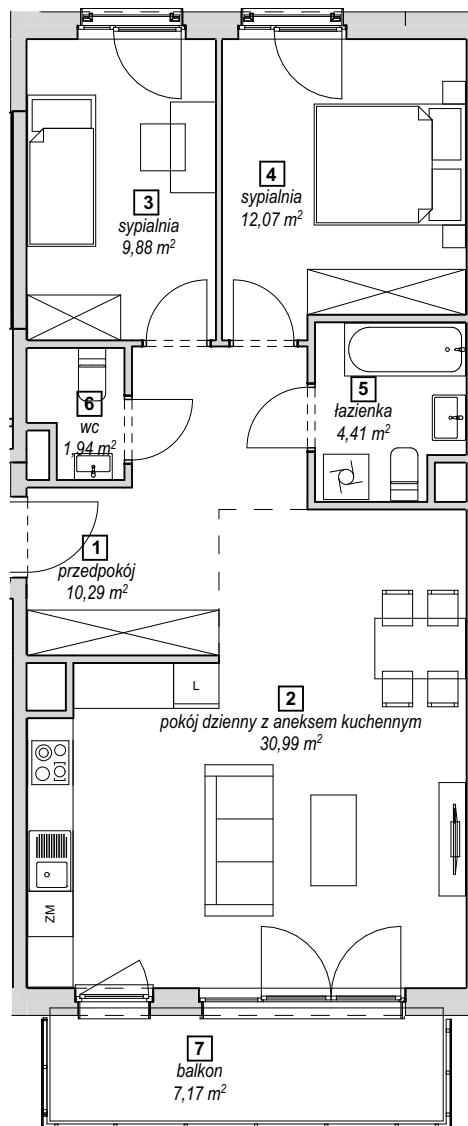 3
sypialnia
9,88 m²
4
sypialnia
12,07 m²
6
wc
1,94 m²
5
łazienka
4,41 m²
1
przedpokój
10,29 m²
L
2
pokój dzienny z aneksem kuchennym
30,99 m²
ZM
7
balkon
7,17 m²